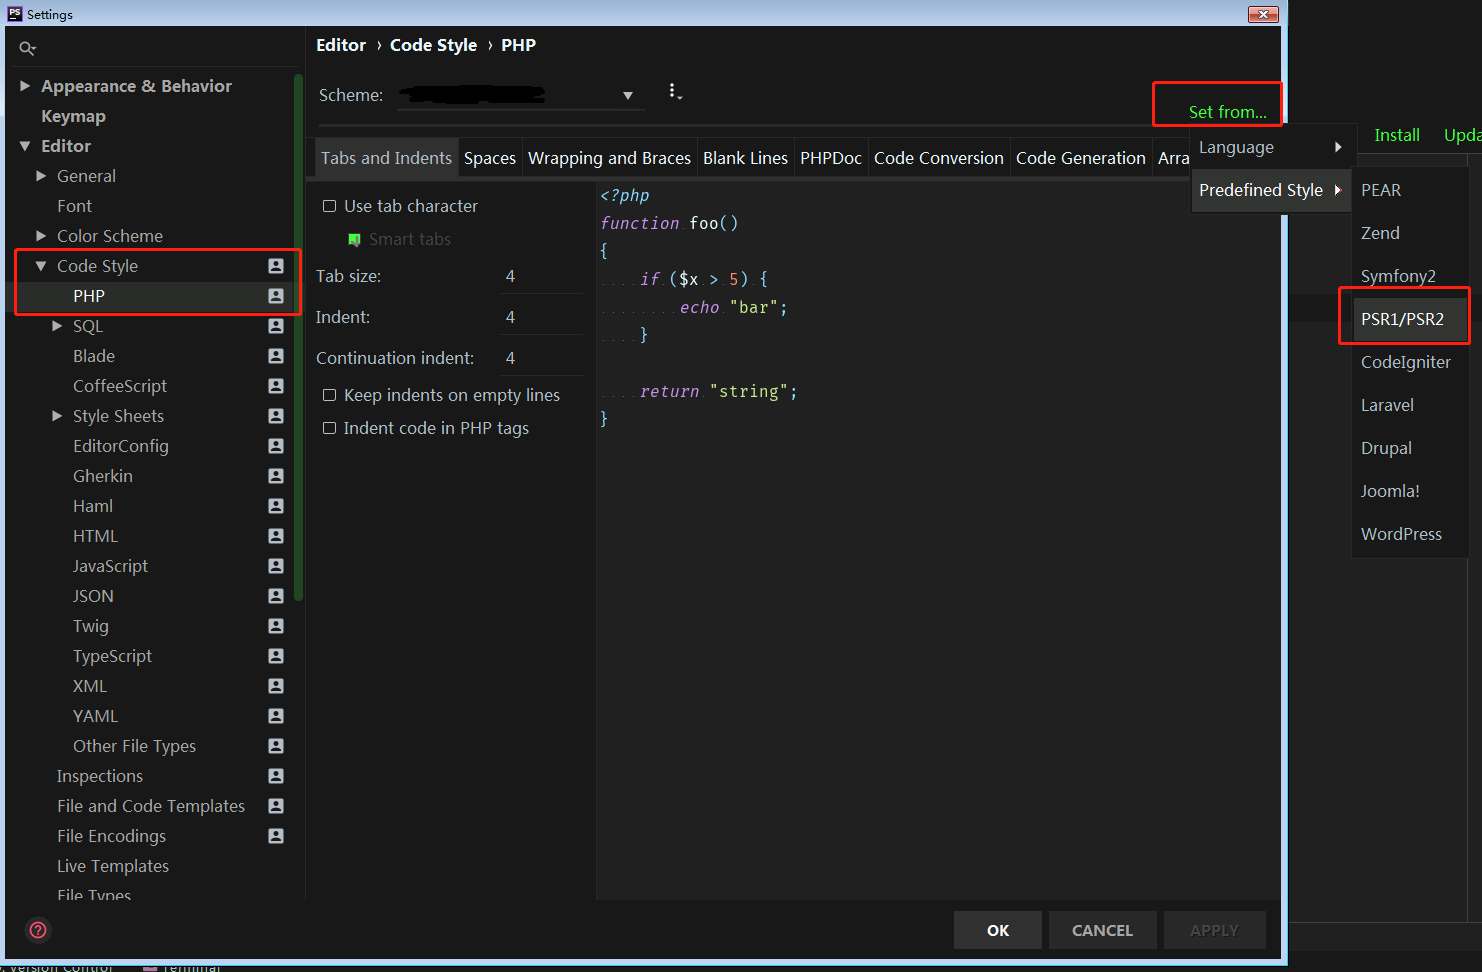 PS Settings
Appearance & Behavior
Keymap
Editor
General
Font
Color Scheme
Code Style
PHP
SQL
Blade
CoffeeScript
Style Sheets
EditorConfig
Gherkin
Haml
HTML
JavaScript
JSON
Twig
TypeScript
XML
YAML
Other File Types
Inspections
File and Code Templates
File Encodings
Live Templates
File Types
Editor › Code Style › PHP
Scheme:
Set from...
Tabs and Indents Spaces Wrapping and Braces Blank Lines PHPDoc Code Conversion Code Generation Arra
Use tab character
Smart tabs
Tab size: 4
Indent: 4
Continuation indent: 4
Keep indents on empty lines
Indent code in PHP tags
<?php
function foo()
{
if ($x > 5) {
echo "bar";
}
return "string";
}
Language
Predefined Style
Install Upda
PEAR
Zend
Symfony2
PSR1/PSR2
CodeIgniter
Laravel
Drupal
Joomla!
WordPress
?
OK CANCEL APPLY
Version Control Terminal